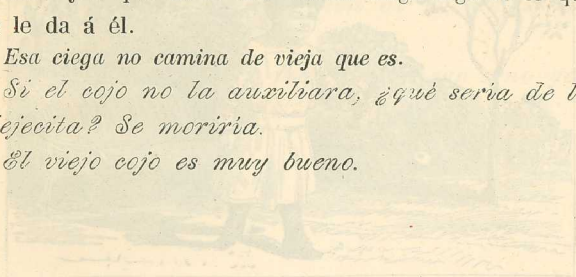 le da á él.
Esa ciega no camina de vieja que es.
Si el cojo no la auxiliara, ¿qué seria de l
ejecita? Se moriría.
El viejo cojo es muy bueno.